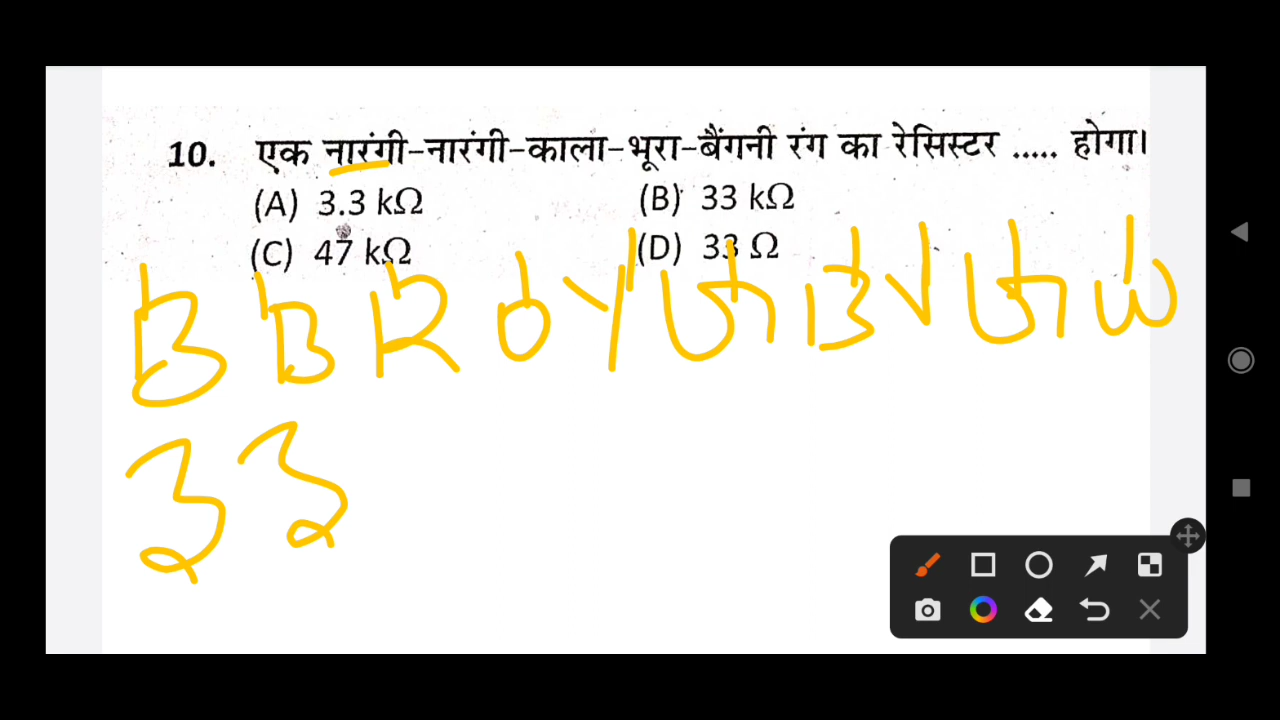 10. एक नारंगी-नारंगी-काला-भूरा-बैंगनी रंग का रेसिस्टर ..... होगा।
(A) 3.3 kΩ (B) 33 kΩ
(C) 47 kΩ (D) 33 Ω
B B R O Y G B V G W
3 3